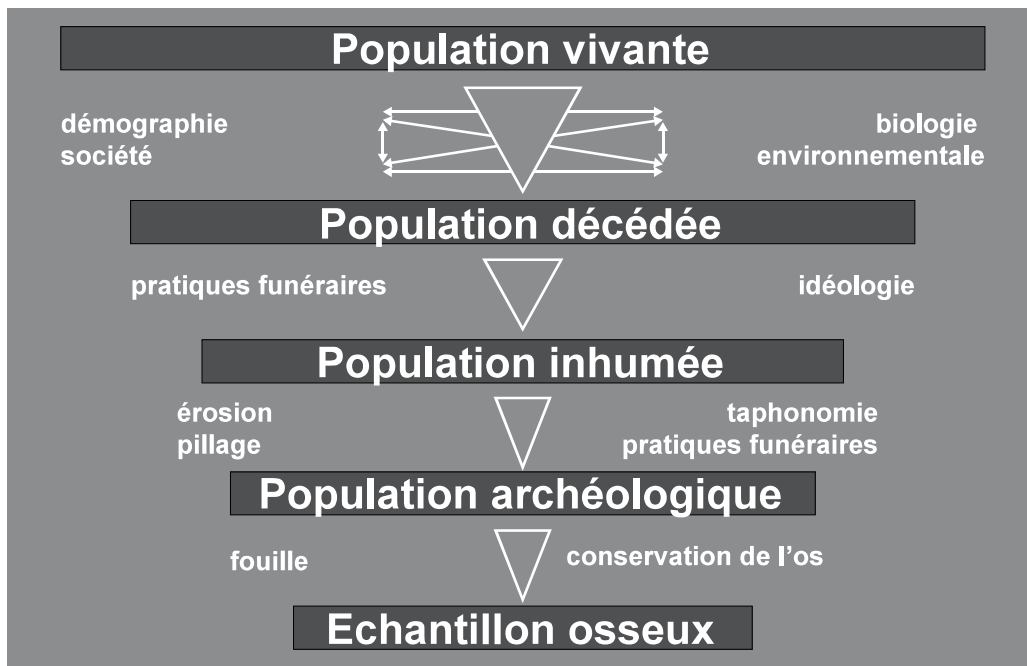 Population vivante
démographie
société
biologie
environnementale
Population décédée
pratiques funéraires
idéologie
Population inhumée
érosion
pillage
taphonomie
pratiques funéraires
Population archéologique
fouille
conservation de l'os
Echantillon osseux